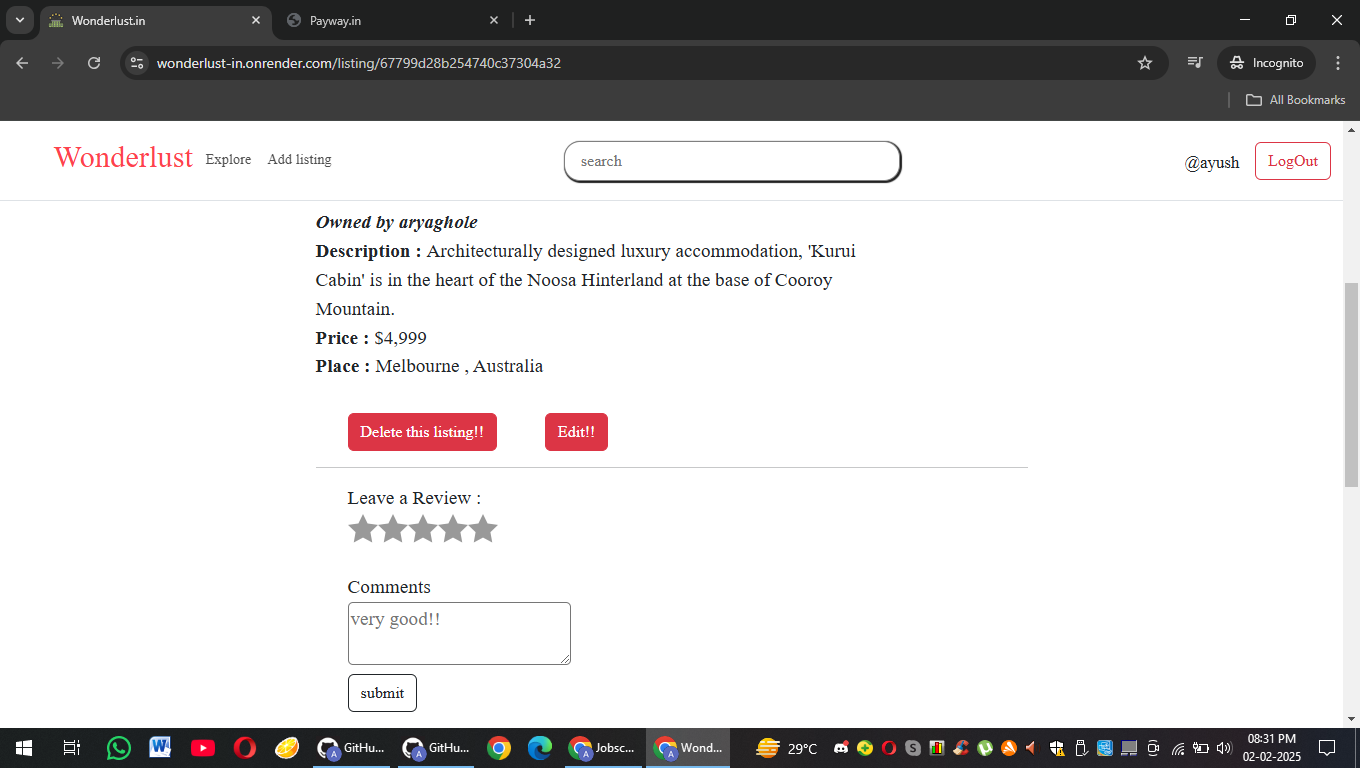 Wonderlust.in
Payway.in
wonderlust-in.onrender.com/listing/67799d28b254740c37304a32
Incognito
All Bookmarks
Wonderlust Explore Add listing search @ayush LogOut
Owned by aryaghole
Description : Architecturally designed luxury accommodation, 'Kurui
Cabin' is in the heart of the Noosa Hinterland at the base of Cooroy
Mountain.
Price : $4,999
Place : Melbourne , Australia
Delete this listing!! Edit!!
Leave a Review :
Comments
very good!!
submit
GitHu... GitHu... Jobsc... Wond... 29°C
08:31 PM
02-02-2025